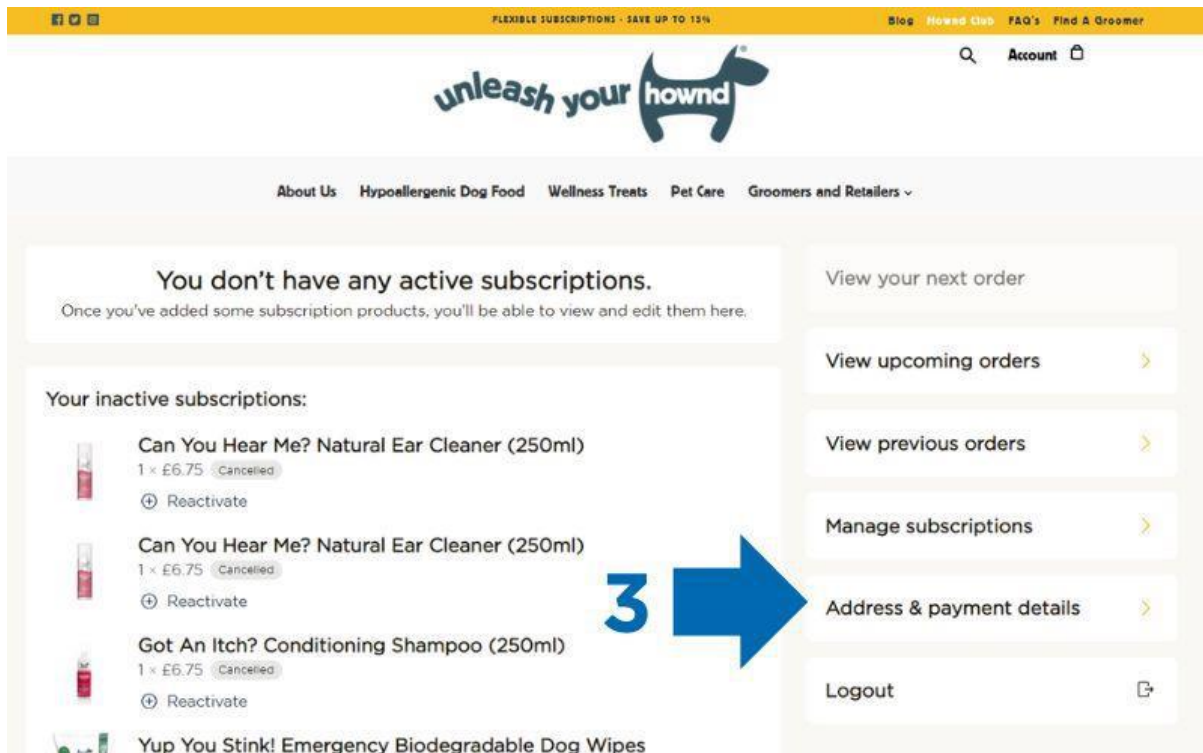 FLEXIBLE SUBSCRIPTIONS - SAVE UP TO 15%
Blog Hownd Club FAQ's Find A Groomer
Account
unleash your hownd
About Us Hypoallergenic Dog Food Wellness Treats Pet Care Groomers and Retailers
You don't have any active subscriptions.
Once you've added some subscription products, you'll be able to view and edit them here.
Your inactive subscriptions:
Can You Hear Me? Natural Ear Cleaner (250ml)
1 × £6.75 Cancelled
Reactivate
Can You Hear Me? Natural Ear Cleaner (250ml)
1 × £6.75 Cancelled
Reactivate
Got An Itch? Conditioning Shampoo (250ml)
1 × £6.75 Cancelled
Reactivate
Yup You Stink! Emergency Biodegradable Dog Wipes
View your next order
View upcoming orders
View previous orders
Manage subscriptions
3
Address & payment details
Logout